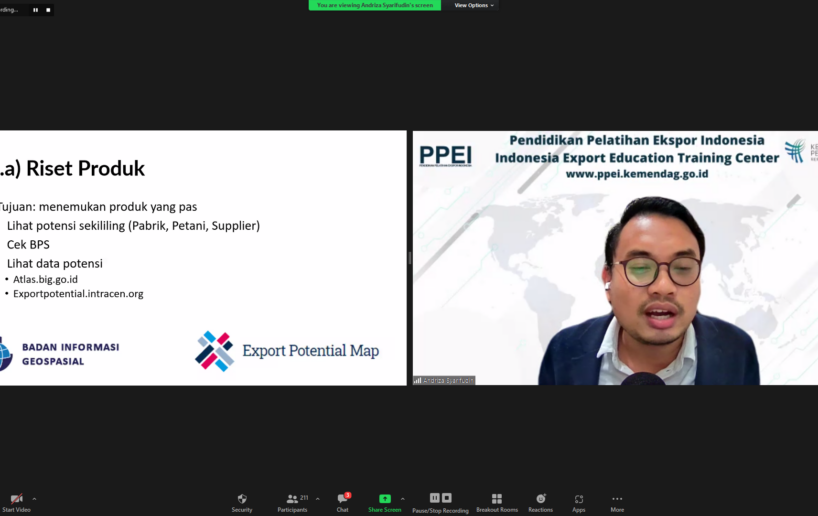 rding...
You are viewing Andriza Syarifudin's screen
View Options
.a) Riset Produk
Tujuan: menemukan produk yang pas
Lihat potensi sekililing (Pabrik, Petani, Supplier)
Cek BPS
Lihat data potensi
• Atlas.big.go.id
• Exportpotential.intracen.org
BADAN INFORMASI
GEOSPASIAL
Export Potential Map
PPEI
Pendidikan Pelatihan Ekspor Indonesia
Indonesia Export Education Training Center
www.ppei.kemendag.go.id
Andriza Syarifudin
Start Video
Security
211
Participants
Chat
Share Screen
Pause/Stop Recording
Breakout Rooms
Reactions
Apps
More